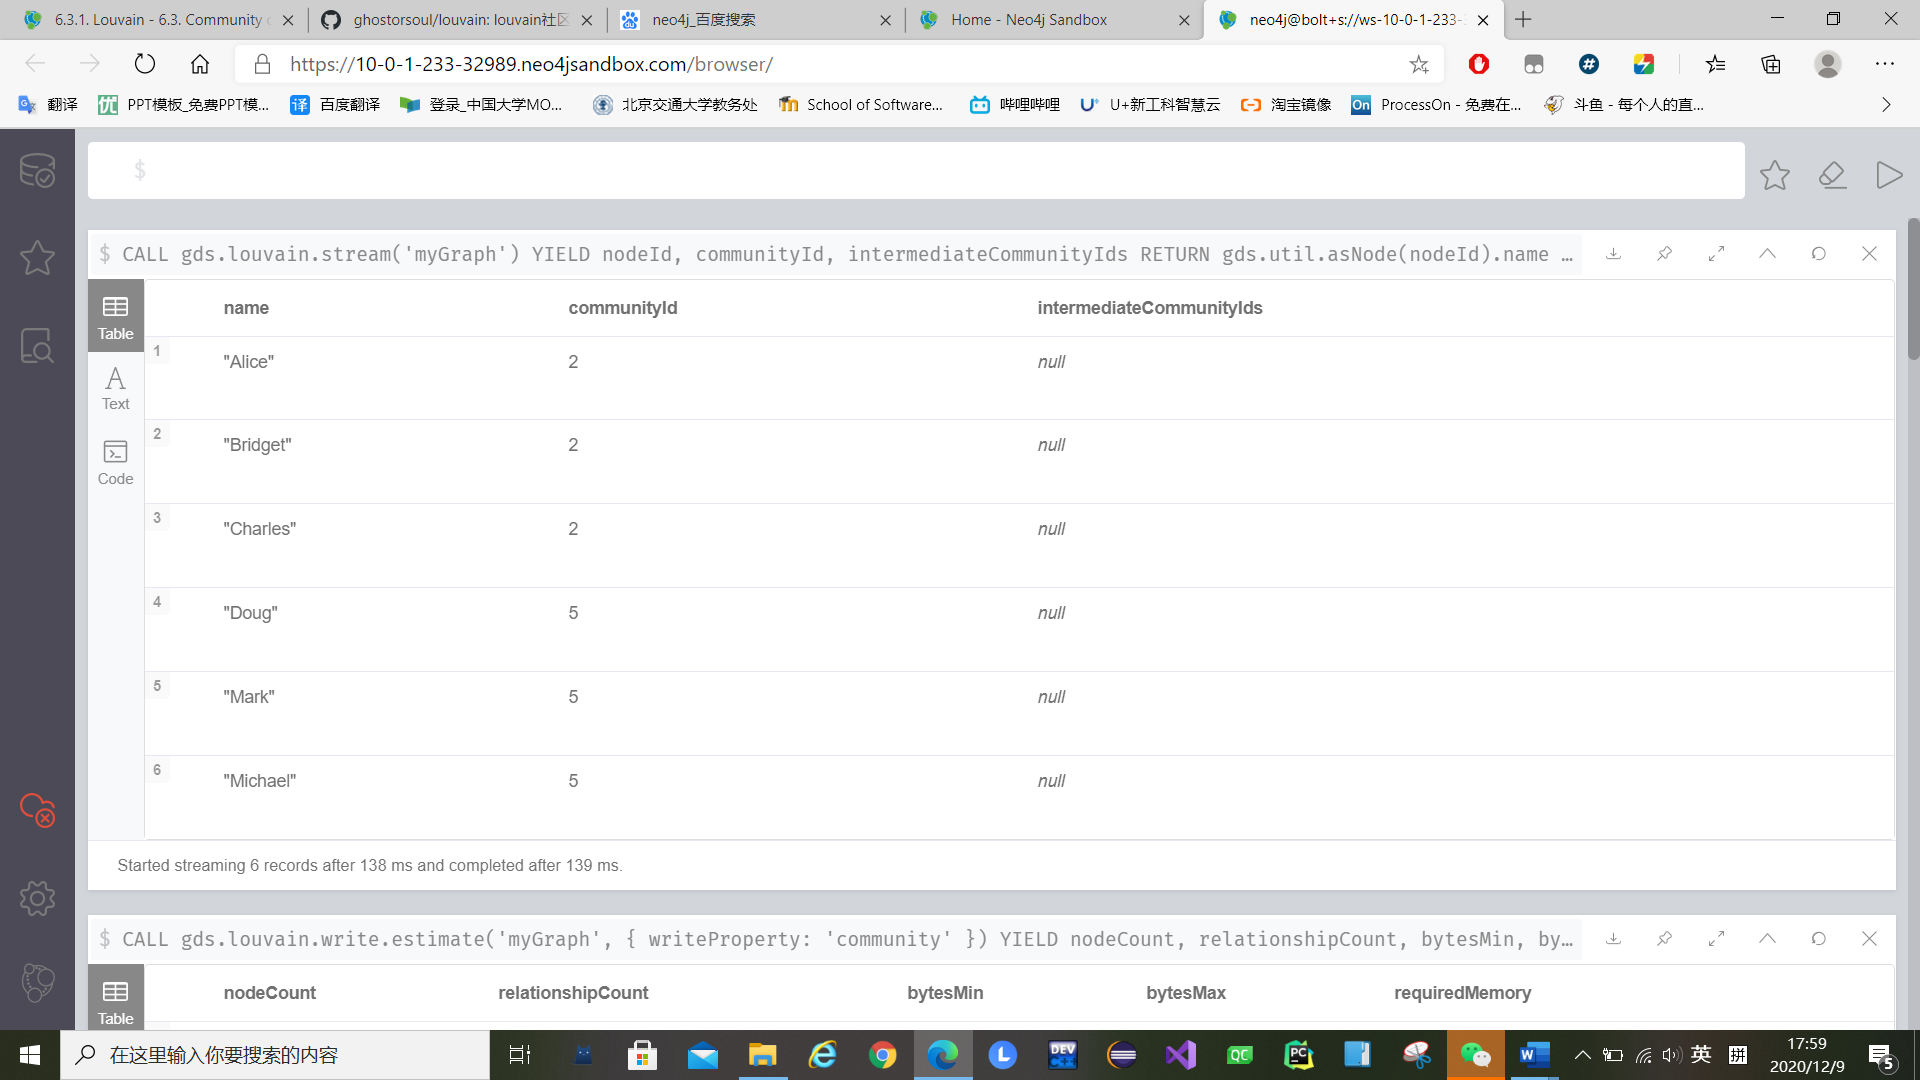 6.3.1. Louvain - 6.3. Community
ghostorsoul/louvain: louvain社区
neo4j_百度搜索
Home - Neo4j Sandbox
neo4j@bolt+s://ws-10-0-1-233-
https://10-0-1-233-32989.neo4jsandbox.com/browser/
翻译
优 PPT模板_免费PPT模...
译 百度翻译
登录_中国大学MO...
北京交通大学教务处
School of Software...
哔哩哔哩
U+新工科智慧云
淘宝镜像
On ProcessOn - 免费在...
斗鱼 - 每个人的直...
$
$ CALL gds.louvain.stream('myGraph') YIELD nodeId, communityId, intermediateCommunityIds RETURN gds.util.asNode(nodeId).name …
Table
Text
Code
name communityId intermediateCommunityIds
1 "Alice" 2 null
2 "Bridget" 2 null
3 "Charles" 2 null
4 "Doug" 5 null
5 "Mark" 5 null
6 "Michael" 5 null
Started streaming 6 records after 138 ms and completed after 139 ms.
$ CALL gds.louvain.write.estimate('myGraph', { writeProperty: 'community' }) YIELD nodeCount, relationshipCount, bytesMin, by…
Table
nodeCount relationshipCount bytesMin bytesMax requiredMemory
在这里输入你要搜索的内容
英 拼
17:59
2020/12/9
5